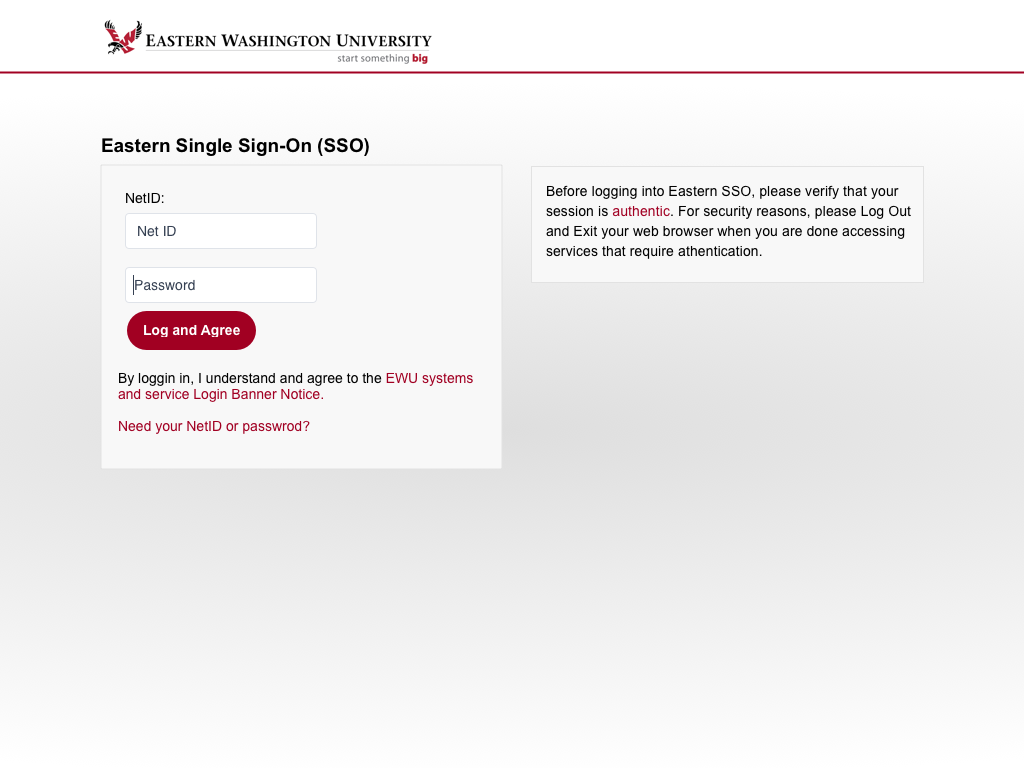 EASTERN WASHINGTON UNIVERSITY
start something big
Eastern Single Sign-On (SSO)
NetID:
Net ID
Password
Log and Agree
By loggin in, I understand and agree to the EWU systems
and service Login Banner Notice.
Need your NetID or passwrod?
Before logging into Eastern SSO, please verify that your
session is authentic. For security reasons, please Log Out
and Exit your web browser when you are done accessing
services that require athentication.